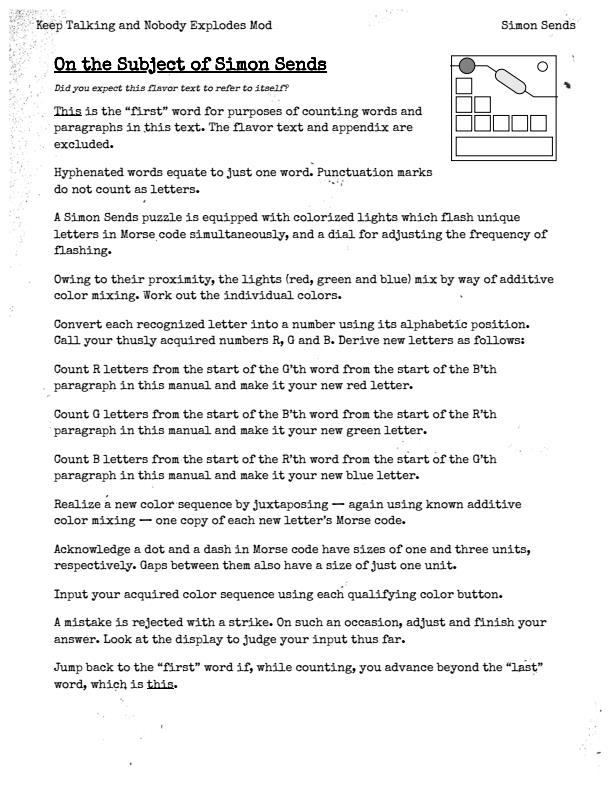 Keep Talking and Nobody Explodes Mod
Simon Sends
On the Subject of Simon Sends
Did you expect this flavor text to refer to itself?
This is the “first” word for purposes of counting words and
paragraphs in this text. The flavor text and appendix are
excluded.
Hyphenated words equate to just one word. Punctuation marks
do not count as letters.
A Simon Sends puzzle is equipped with colorized lights which flash unique
letters in Morse code simultaneously, and a dial for adjusting the frequency of
flashing.
Owing to their proximity, the lights (red, green and blue) mix by way of additive
color mixing. Work out the individual colors.
Convert each recognized letter into a number using its alphabetic position.
Call your thusly acquired numbers R, G and B. Derive new letters as follows:
Count R letters from the start of the G’th word from the start of the B’th
paragraph in this manual and make it your new red letter.
Count G letters from the start of the B’th word from the start of the R’th
paragraph in this manual and make it your new green letter.
Count B letters from the start of the R’th word from the start of the G’th
paragraph in this manual and make it your new blue letter.
Realize a new color sequence by juxtaposing — again using known additive
color mixing — one copy of each new letter’s Morse code.
Acknowledge a dot and a dash in Morse code have sizes of one and three units,
respectively. Gaps between them also have a size of just one unit.
Input your acquired color sequence using each qualifying color button.
A mistake is rejected with a strike. On such an occasion, adjust and finish your
answer. Look at the display to judge your input thus far.
Jump back to the “first” word if, while counting, you advance beyond the “last”
word, which is this.